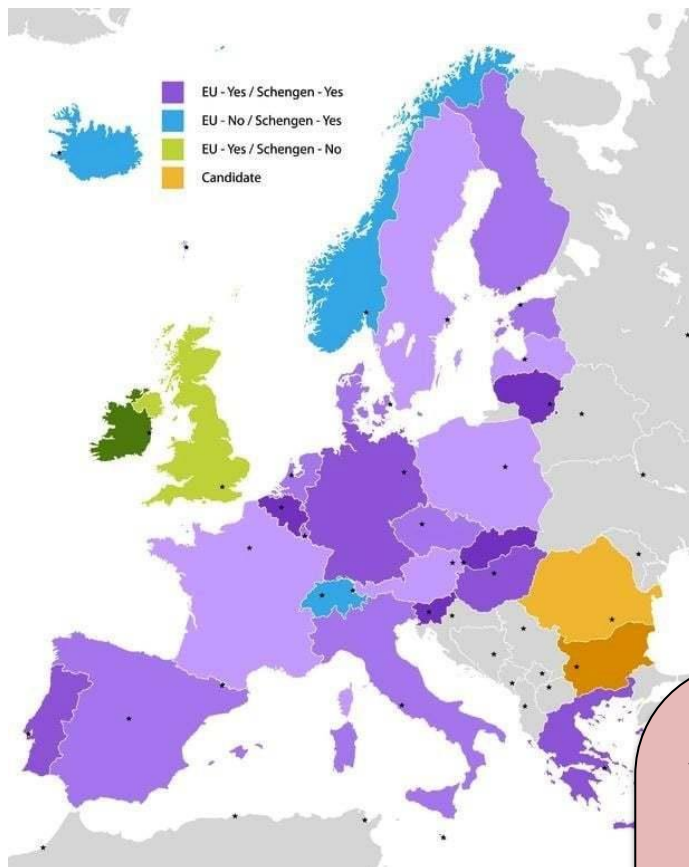 EU - Yes / Schengen - Yes
EU - No / Schengen - Yes
EU - Yes / Schengen - No
Candidate